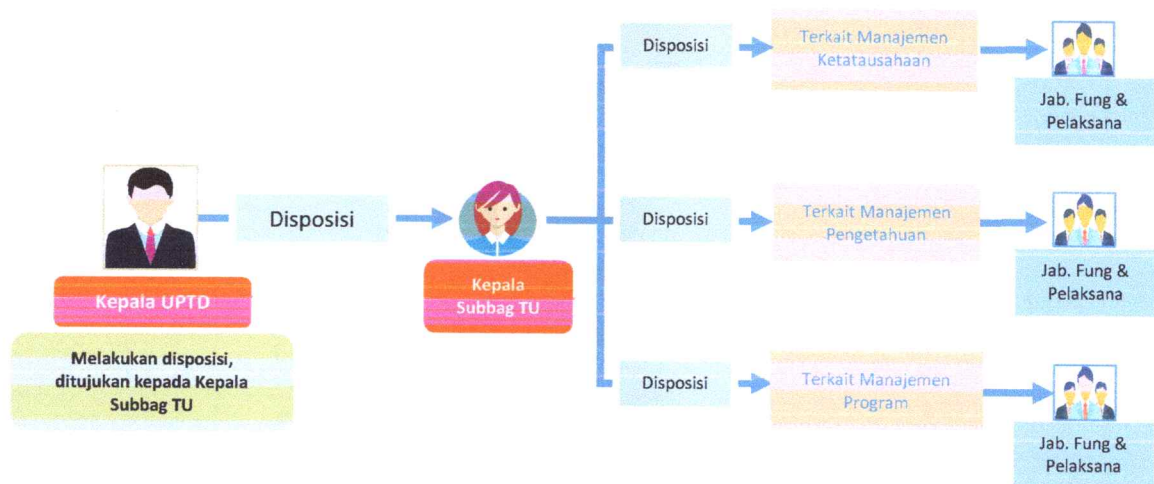 Disposisi
Terkait Manajemen
Ketatausahaan
Jab. Fung &
Pelaksana
Disposisi
Kepala UPTD
Melakukan disposisi,
ditujukan kepada Kepala
Subbag TU
Kepala
Subbag TU
Disposisi
Terkait Manajemen
Pengetahuan
Jab. Fung &
Pelaksana
Disposisi
Terkait Manajemen
Program
Jab. Fung &
Pelaksana